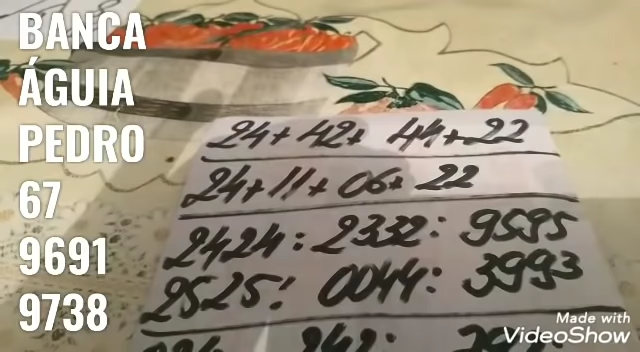 BANCA
ÁGUIA
PEDRO
67
9691
9738
24+42+ 44+22
24+11+06+ 22
2424: 2332: 9595
2525! 0044: 3993
Made with
VideoShow